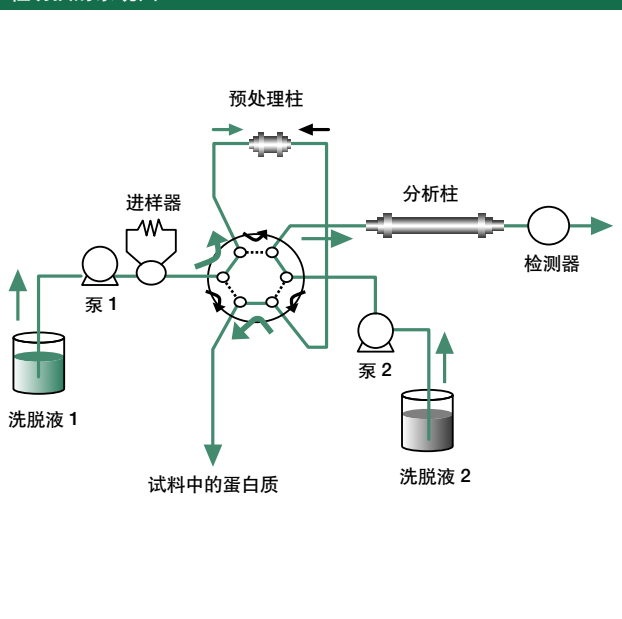 预处理柱
进样器
分析柱
检测器
泵 1
泵 2
洗脱液 1
洗脱液 2
试料中的蛋白质